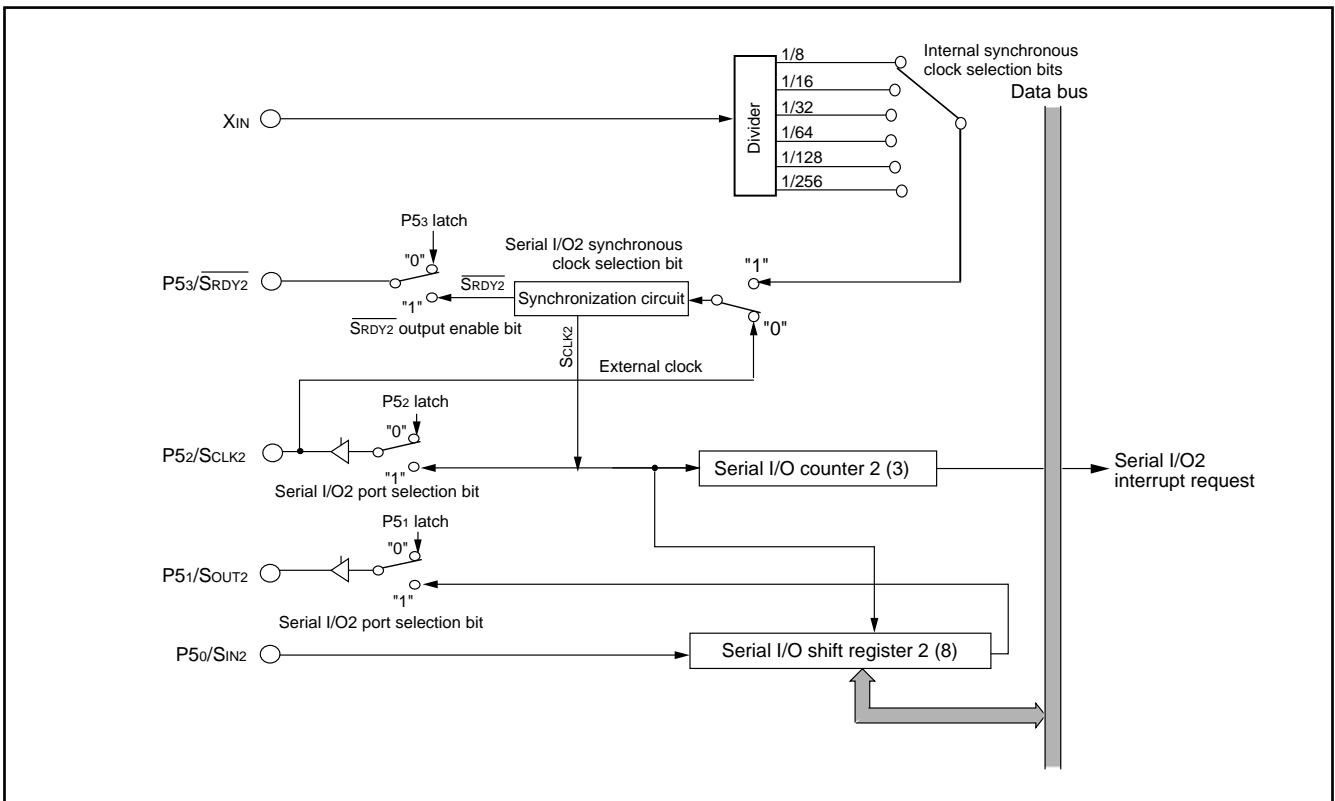 1/8
1/16
1/32
1/64
1/128
1/256
Divider
Internal synchronous
clock selection bits
Data bus
XIN
P53 latch
"0"
"1"
P53/SRDY2
SRDY2
SRDY2 output enable bit
Serial I/O2 synchronous
clock selection bit
Synchronization circuit
"1"
"0"
SCLK2
External clock
P52 latch
"0"
"1"
P52/SCLK2
Serial I/O2 port selection bit
Serial I/O counter 2 (3)
Serial I/O2
interrupt request
P51 latch
"0"
"1"
P51/SOUT2
Serial I/O2 port selection bit
P50/SIN2
Serial I/O shift register 2 (8)